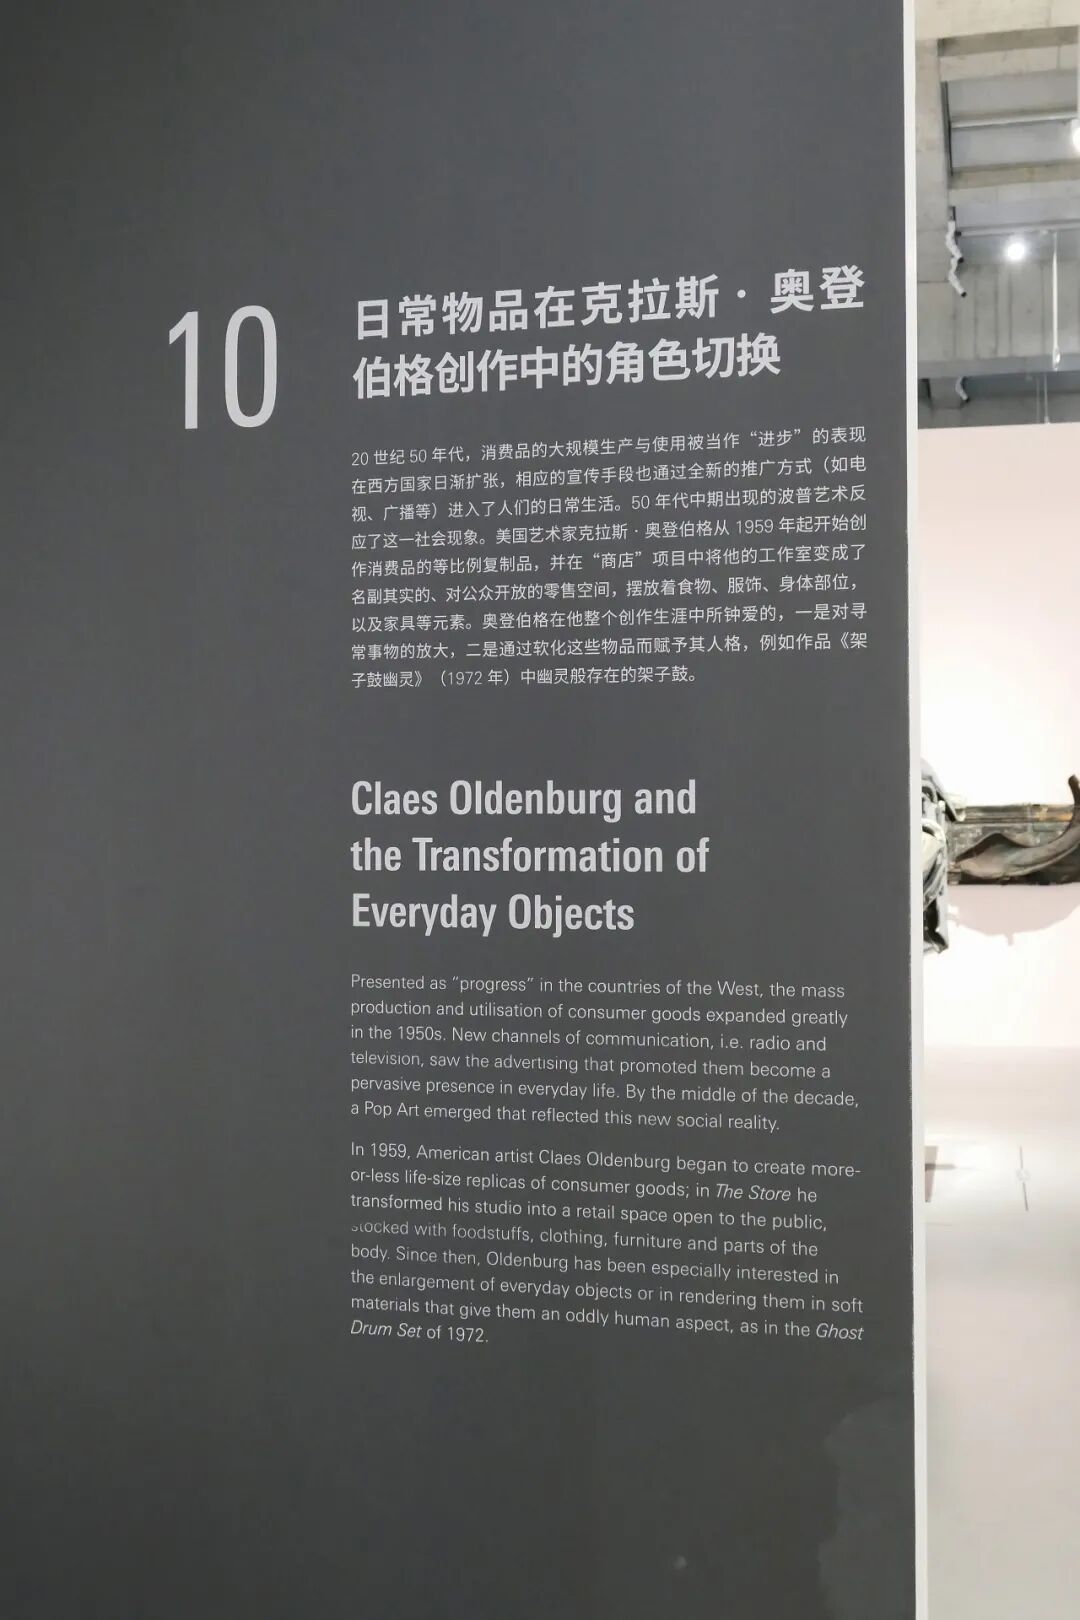 10
日常物品在克拉斯·奥登
伯格创作中的角色切换
20 世纪 50 年代，消费品的大规模生产与使用被当作“进步”的表现
在西方国家日渐扩张，相应的宣传手段也通过全新的推广方式（如电
视、广播等）进入了人们的日常生活。50 年代中期出现的波普艺术反
应了这一社会现象。美国艺术家克拉斯·奥登伯格从 1959 年起开始创
作消费品的等比例复制品，并在“商店”项目中将他的工作室变成了
名副其实的、对公众开放的零售空间，摆放着食物、服饰、身体部位，
以及家具等元素。奥登伯格在他整个创作生涯中所钟爱的，一是对寻
常事物的放大，二是通过软化这些物品而赋予其人格，例如作品《架
子鼓幽灵》（1972 年）中幽灵般存在的架子鼓。
Claes Oldenburg and
the Transformation of
Everyday Objects
Presented as “progress” in the countries of the West, the mass
production and utilisation of consumer goods expanded greatly
in the 1950s. New channels of communication, i.e. radio and
television, saw the advertising that promoted them become a
pervasive presence in everyday life. By the middle of the decade,
a Pop Art emerged that reflected this new social reality.
In 1959, American artist Claes Oldenburg began to create more-
or-less life-size replicas of consumer goods; in The Store he
transformed his studio into a retail space open to the public,
stocked with foodstuffs, clothing, furniture and parts of the
body. Since then, Oldenburg has been especially interested in
the enlargement of everyday objects or in rendering them in soft
materials that give them an oddly human aspect, as in the Ghost
Drum Set of 1972.